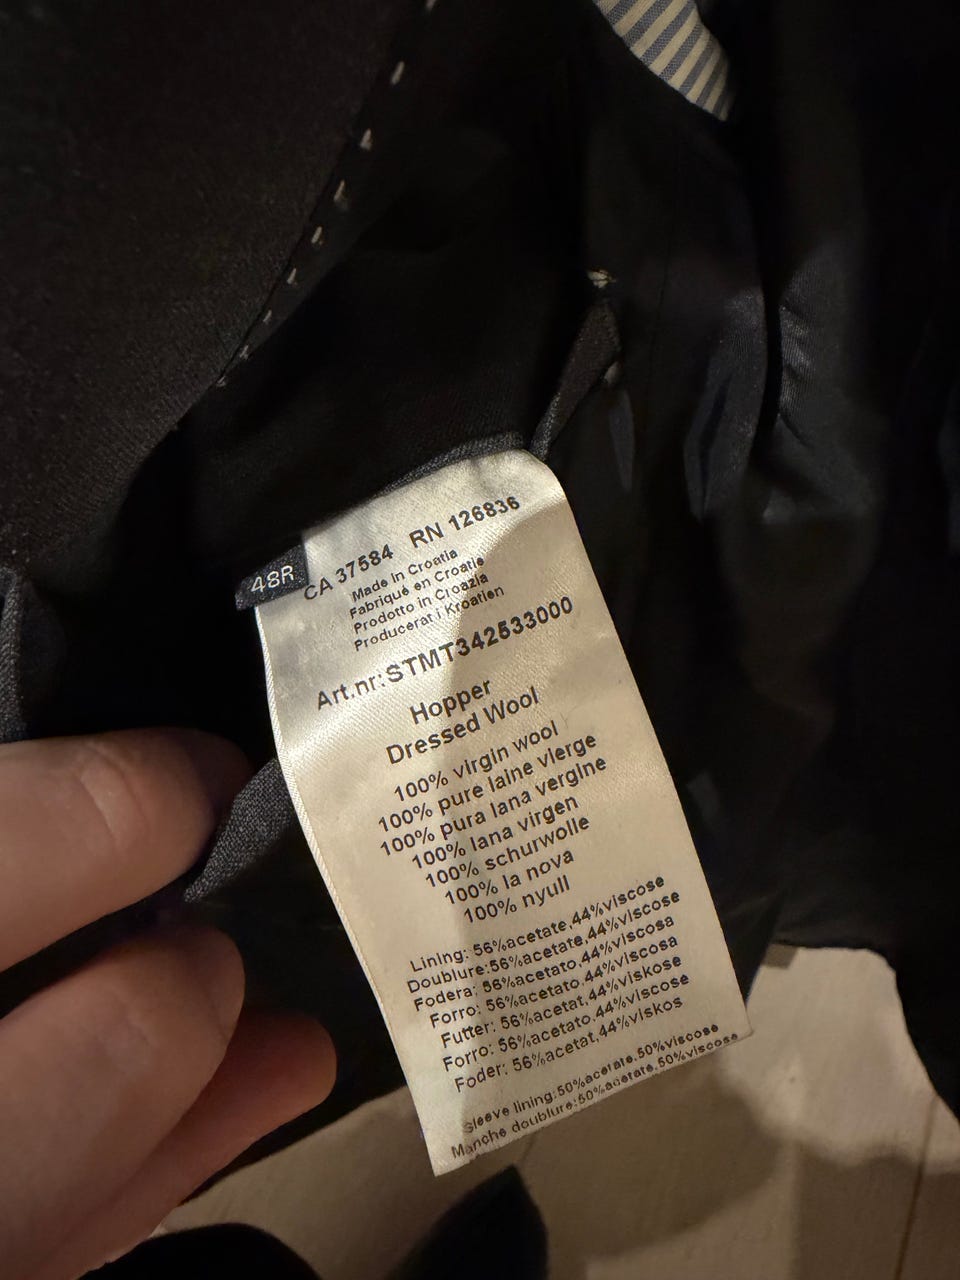 48R
CA 37584 RN 126836
Made in Croatia
Fabriqué en Croatie
Prodotto in Croazia
Producerat i Kroatien
Art.nr:STMT342533000
Hopper
Dressed Wool
100% virgin wool
100% pure laine vierge
100% pura lana vergine
100% lana virgen
100% schurwolle
100% la nova
100% nyull
Lining: 56%acetate,44%viscose
Doublure:56%acetate,44%viscose
Fodera: 56%acetato,44%viscosa
Forro: 56%acetato,44%viscosa
Futter: 56%acetat,44%viskose
Forro: 56%acetato,44%viscose
Foder: 56%acetat,44%viskos
Sleeve lining:50%acetate,50%viscose
Manche doublure:50%acetate,50%viscose